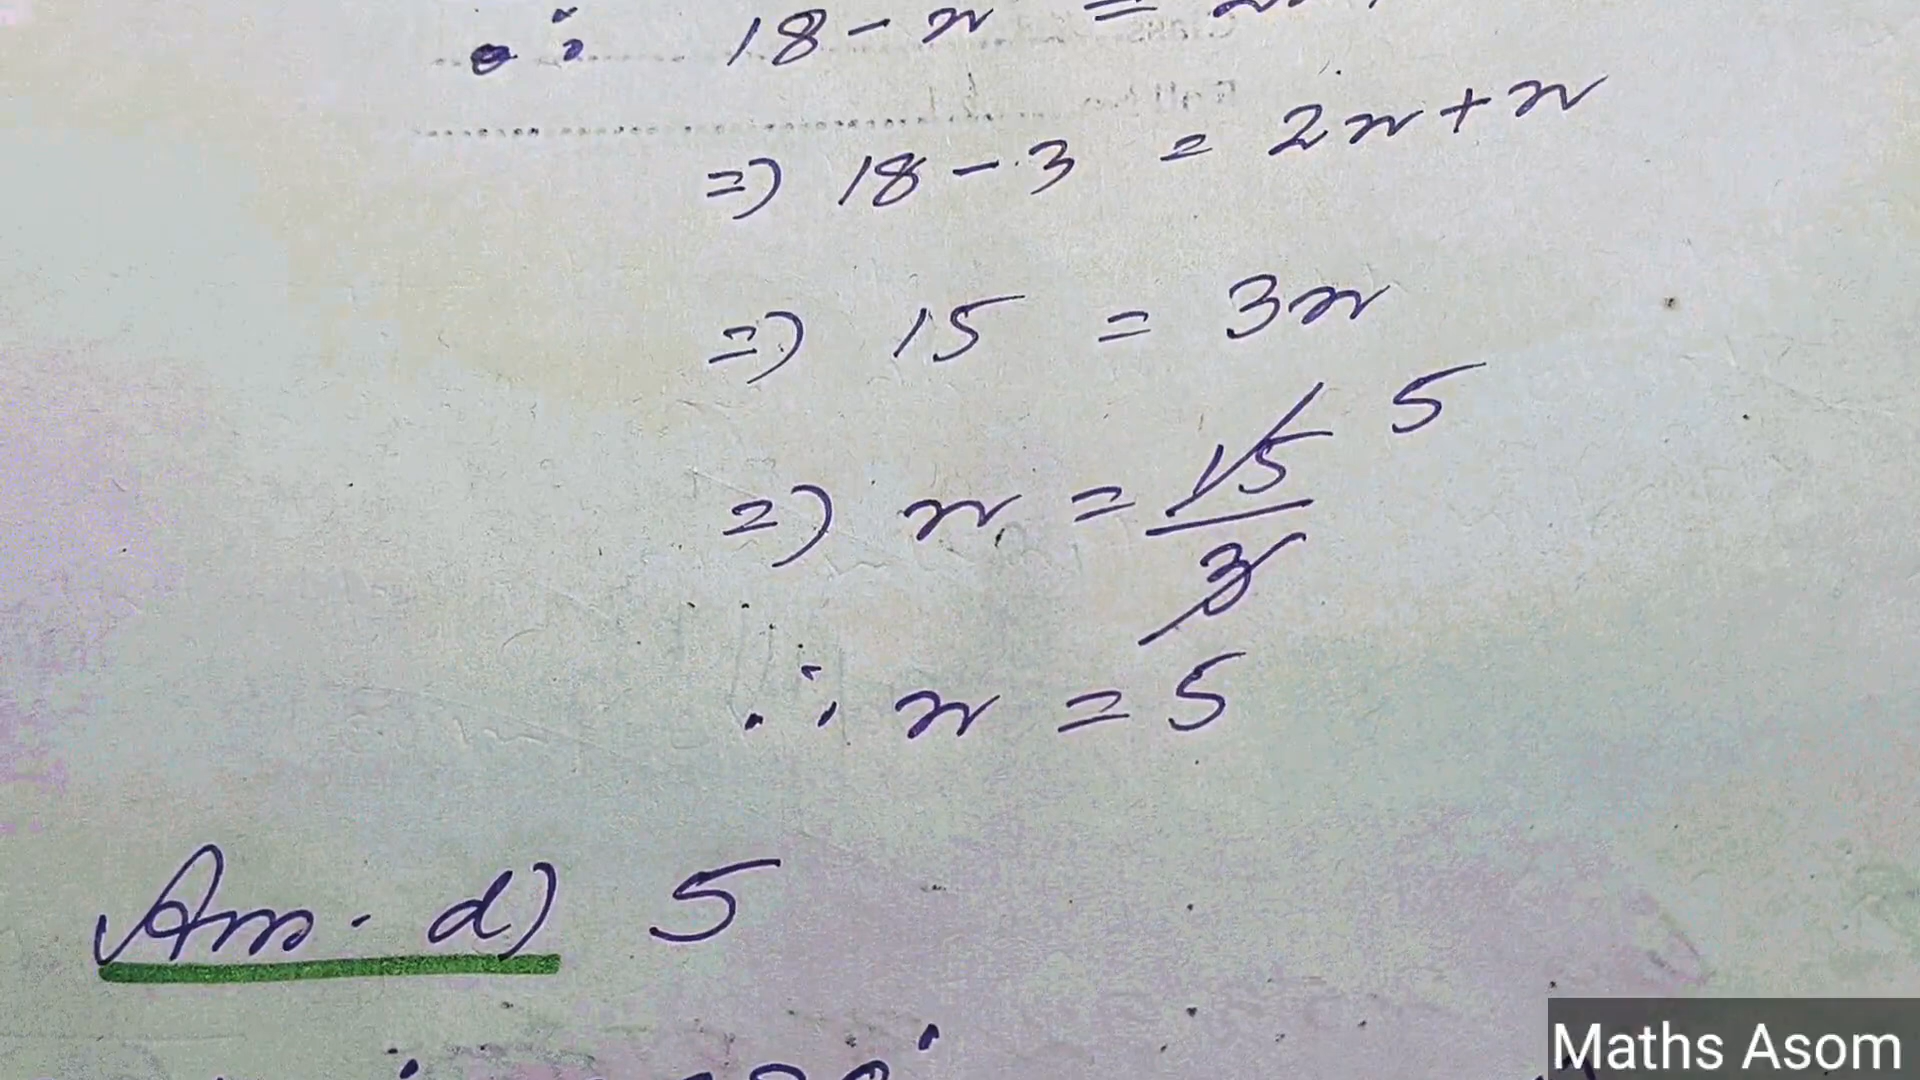 ∴ 18 - x =
=) 18 - 3 = 2x + x
=) 15 = 3x
=) x = 15/3 5
∴ x = 5
Ans. d) 5
Maths Asom